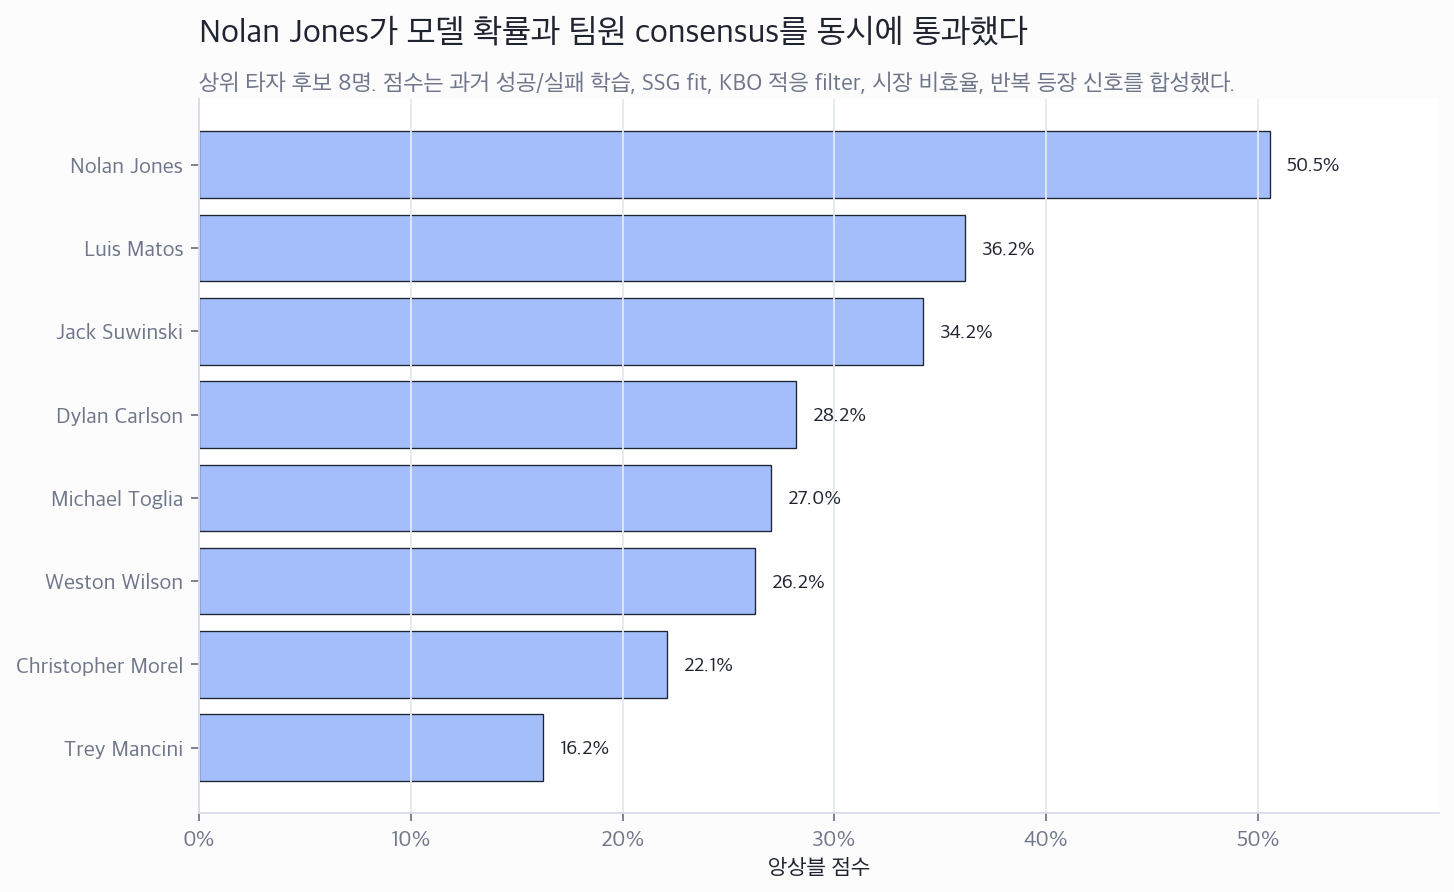 Nolan Jones가 모델 확률과 팀원 consensus를 동시에 통과했다
상위 타자 후보 8명. 점수는 과거 성공/실패 학습, SSG fit, KBO 적응 filter, 시장 비효율, 반복 등장 신호를 합성했다.
Nolan Jones 50.5%
Luis Matos 36.2%
Jack Suwinski 34.2%
Dylan Carlson 28.2%
Michael Toglia 27.0%
Weston Wilson 26.2%
Christopher Morel 22.1%
Trey Mancini 16.2%
0% 10% 20% 30% 40% 50%
앙상블 점수